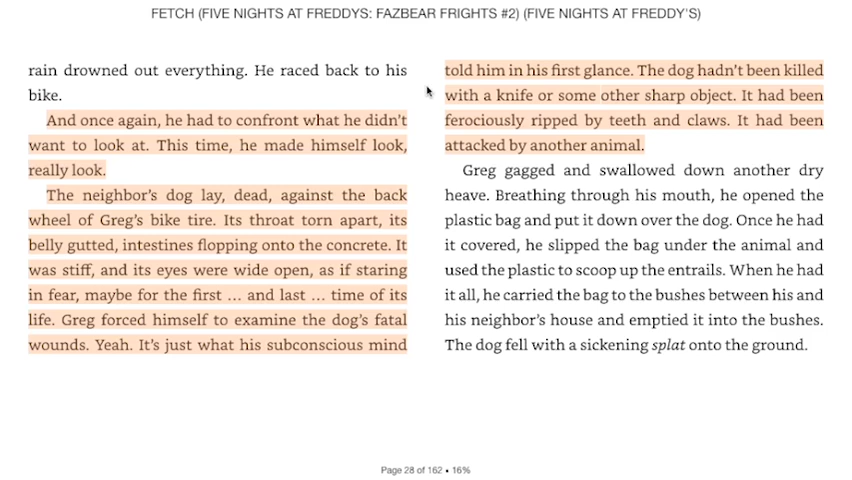 FETCH (FIVE NIGHTS AT FREDDYS: FAZBEAR FRIGHTS #2) (FIVE NIGHTS AT FREDDY'S)
rain drowned out everything. He raced back to his
bike.
And once again, he had to confront what he didn't
want to look at. This time, he made himself look,
really look.
The neighbor's dog lay, dead, against the back
wheel of Greg's bike tire. Its throat torn apart, its
belly gutted, intestines flopping onto the concrete. It
was stiff, and its eyes were wide open, as if staring
in fear, maybe for the first ... and last ... time of its
life. Greg forced himself to examine the dog's fatal
wounds. Yeah. It's just what his subconscious mind
told him in his first glance. The dog hadn't been killed
with a knife or some other sharp object. It had been
ferociously ripped by teeth and claws. It had been
attacked by another animal.
Greg gagged and swallowed down another dry
heave. Breathing through his mouth, he opened the
plastic bag and put it down over the dog. Once he had
it covered, he slipped the bag under the animal and
used the plastic to scoop up the entrails. When he had
it all, he carried the bag to the bushes between his and
his neighbor's house and emptied it into the bushes.
The dog fell with a sickening splat onto the ground.
Page 28 of 162 • 16%